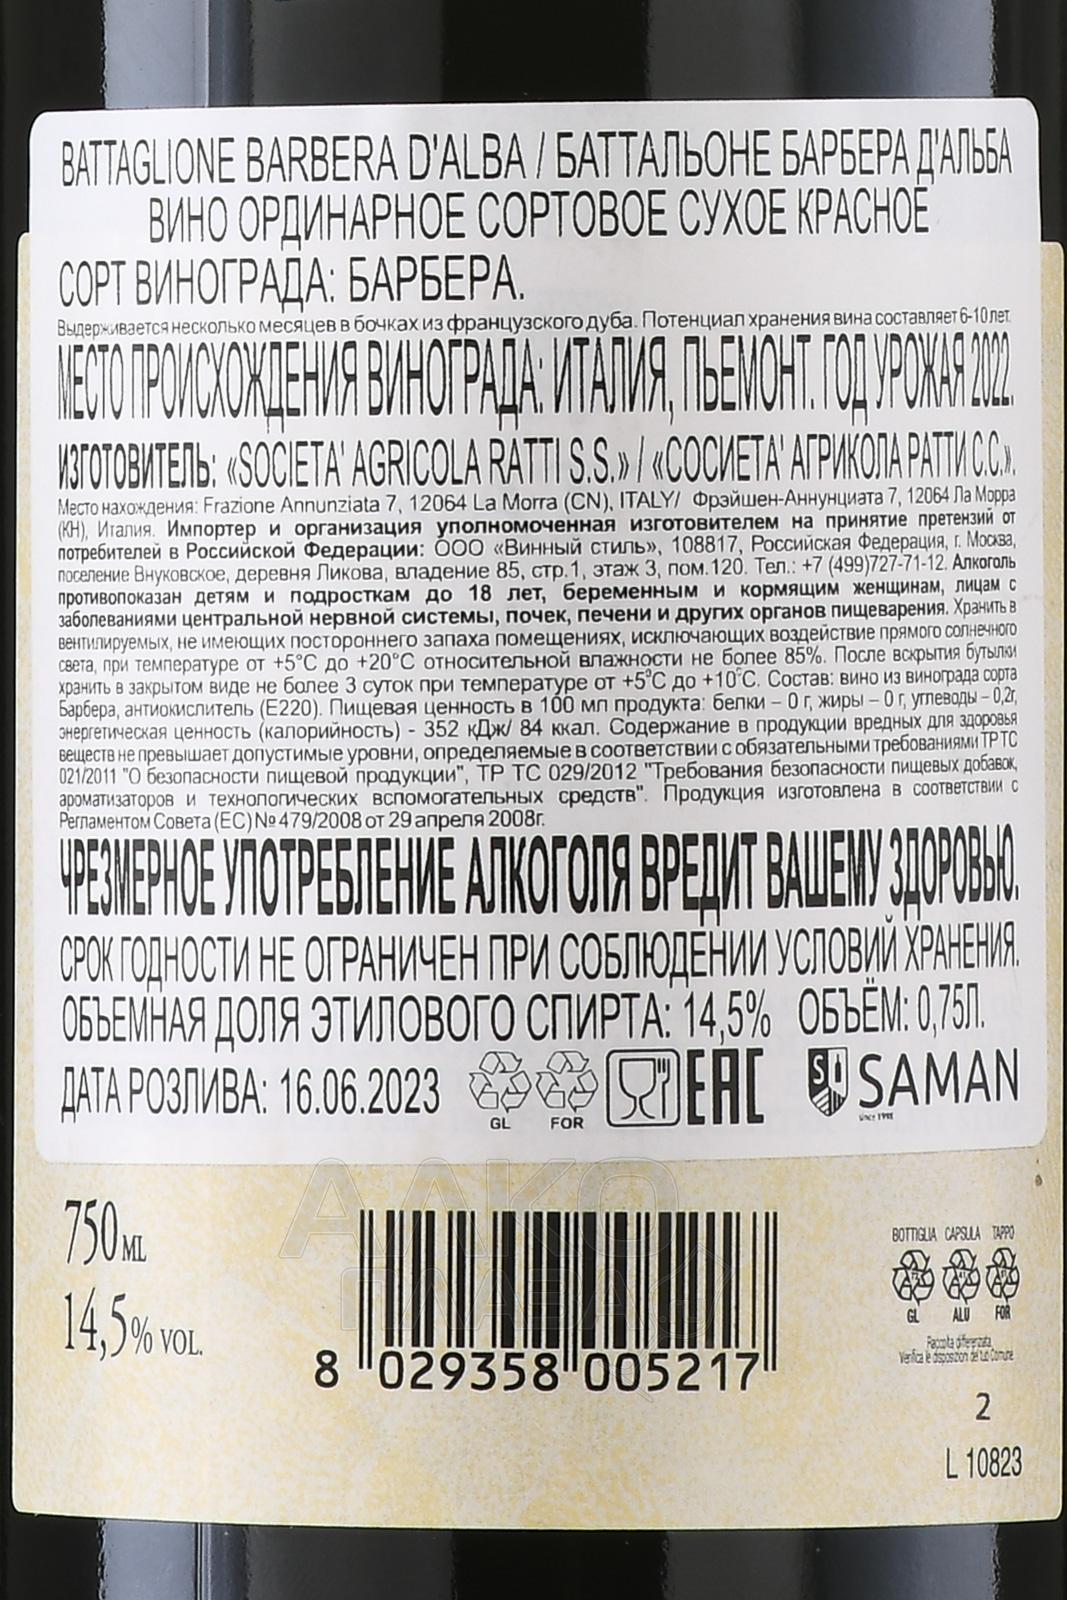 BATTAGLIONE BARBERA D'ALBA / БАТТАЛЬОНЕ БАРБЕРА Д'АЛЬБА
ВИНО ОРДИНАРНОЕ СОРТОВОЕ СУХОЕ КРАСНОЕ
СОРТ ВИНОГРАДА: БАРБЕРА.
Выдерживается несколько месяцев в бочках из французского дуба. Потенциал хранения вина составляет 6-10 лет.
МЕСТО ПРОИСХОЖДЕНИЯ ВИНОГРАДА: ИТАЛИЯ, ПЬЕМОНТ. ГОД УРОЖАЯ 2022.
ИЗГОТОВИТЕЛЬ: «SOCIETA' AGRICOLA RATTI S.S.» / «СОСИЕТА' АГРИКОЛА РАТТИ С.С.».
Место нахождения: Frazione Annunziata 7, 12064 La Morra (CN), ITALY/ Фрэйшен-Аннунциата 7, 12064 Ла Морра
(КН), Италия. Импортер и организация уполномоченная изготовителем на принятие претензий от
потребителей в Российской Федерации: ООО «Винный стиль», 108817, Российская Федерация, г. Москва,
поселение Внуковское, деревня Ликова, владение 85, стр.1, этаж 3, пом.120. Тел.: +7 (499)727-71-12. Алкоголь
противопоказан детям и подросткам до 18 лет, беременным и кормящим женщинам, лицам с
заболеваниями центральной нервной системы, почек, печени и других органов пищеварения. Хранить в
вентилируемых, не имеющих постороннего запаха помещениях, исключающих воздействие прямого солнечного
света, при температуре от +5°С до +20°С относительной влажности не более 85%. После вскрытия бутылки
хранить в закрытом виде не более 3 суток при температуре от +5°С до +10°С. Состав: вино из винограда сорта
Барбера, антиокислитель (Е220). Пищевая ценность в 100 мл продукта: белки – 0 г, жиры – 0 г, углеводы – 0,2г,
энергетическая ценность (калорийность) - 352 кДж/ 84 ккал. Содержание в продукции вредных для здоровья
веществ не превышает допустимые уровни, определяемые в соответствии с обязательными требованиями ТР ТС
021/2011 "О безопасности пищевой продукции", ТР ТС 029/2012 "Требования безопасности пищевых добавок,
ароматизаторов и технологических вспомогательных средств". Продукция изготовлена в соответствии с
Регламентом Совета (ЕС) № 479/2008 от 29 апреля 2008г.
ЧРЕЗМЕРНОЕ УПОТРЕБЛЕНИЕ АЛКОГОЛЯ ВРЕДИТ ВАШЕМУ ЗДОРОВЬЮ.
СРОК ГОДНОСТИ НЕ ОГРАНИЧЕН ПРИ СОБЛЮДЕНИИ УСЛОВИЙ ХРАНЕНИЯ.
ОБЪЕМНАЯ ДОЛЯ ЭТИЛОВОГО СПИРТА: 14,5% ОБЪЁМ: 0,75Л.
ДАТА РОЗЛИВА: 16.06.2023
GL FOR
EAC
S SAMAN
since 1998
АЛКО
ПЛАЗА
750 ML
14,5% VOL.
8 029358 005217
BOTTIGLIA CAPSULA TAPPO
GL ALU FOR
Raccolta differenziata.
Verifica le disposizioni del tuo Comune.
2
L 10823